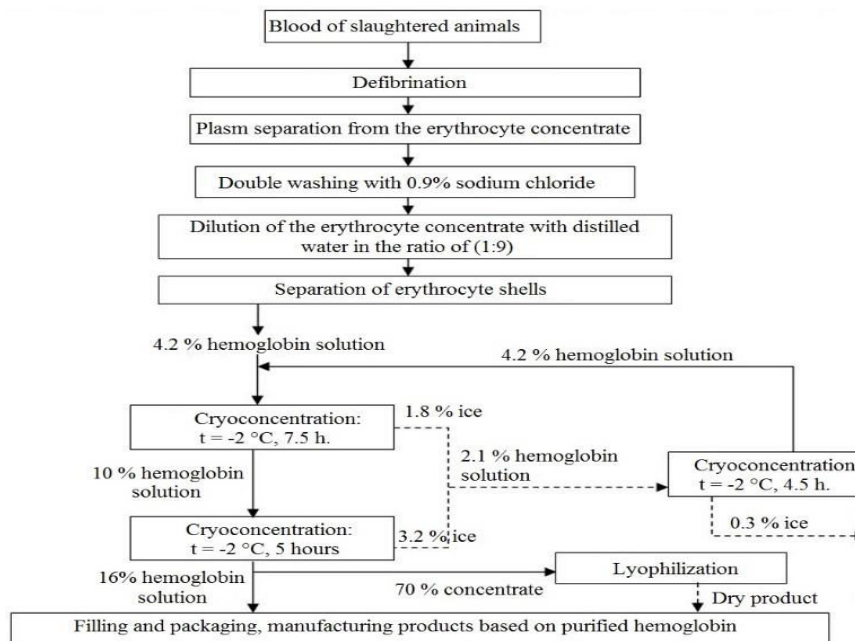 Blood of slaughtered animals
Defibrination
Plasm separation from the erythrocyte concentrate
Double washing with 0.9% sodium chloride
Dilution of the erythrocyte concentrate with distilled
water in the ratio of (1:9)
Separation of erythrocyte shells
4.2 % hemoglobin solution
4.2 % hemoglobin solution
Cryoconcentration:
t = -2 °C, 7.5 h.
1.8 % ice
2.1 % hemoglobin
solution
Cryoconcentration
t = -2 °C, 4.5 h.
10 % hemoglobin
solution
0.3 % ice
Cryoconcentration:
t = -2 °C, 5 hours
3.2 % ice
16% hemoglobin
solution
70 % concentrate
Lyophilization
Dry product
Filling and packaging, manufacturing products based on purified hemoglobin